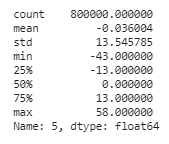 count    800000.000000
mean         -0.036004
std          13.545785
min         -43.000000
25%         -13.000000
50%           0.000000
75%          13.000000
max          58.000000
Name: 5, dtype: float64